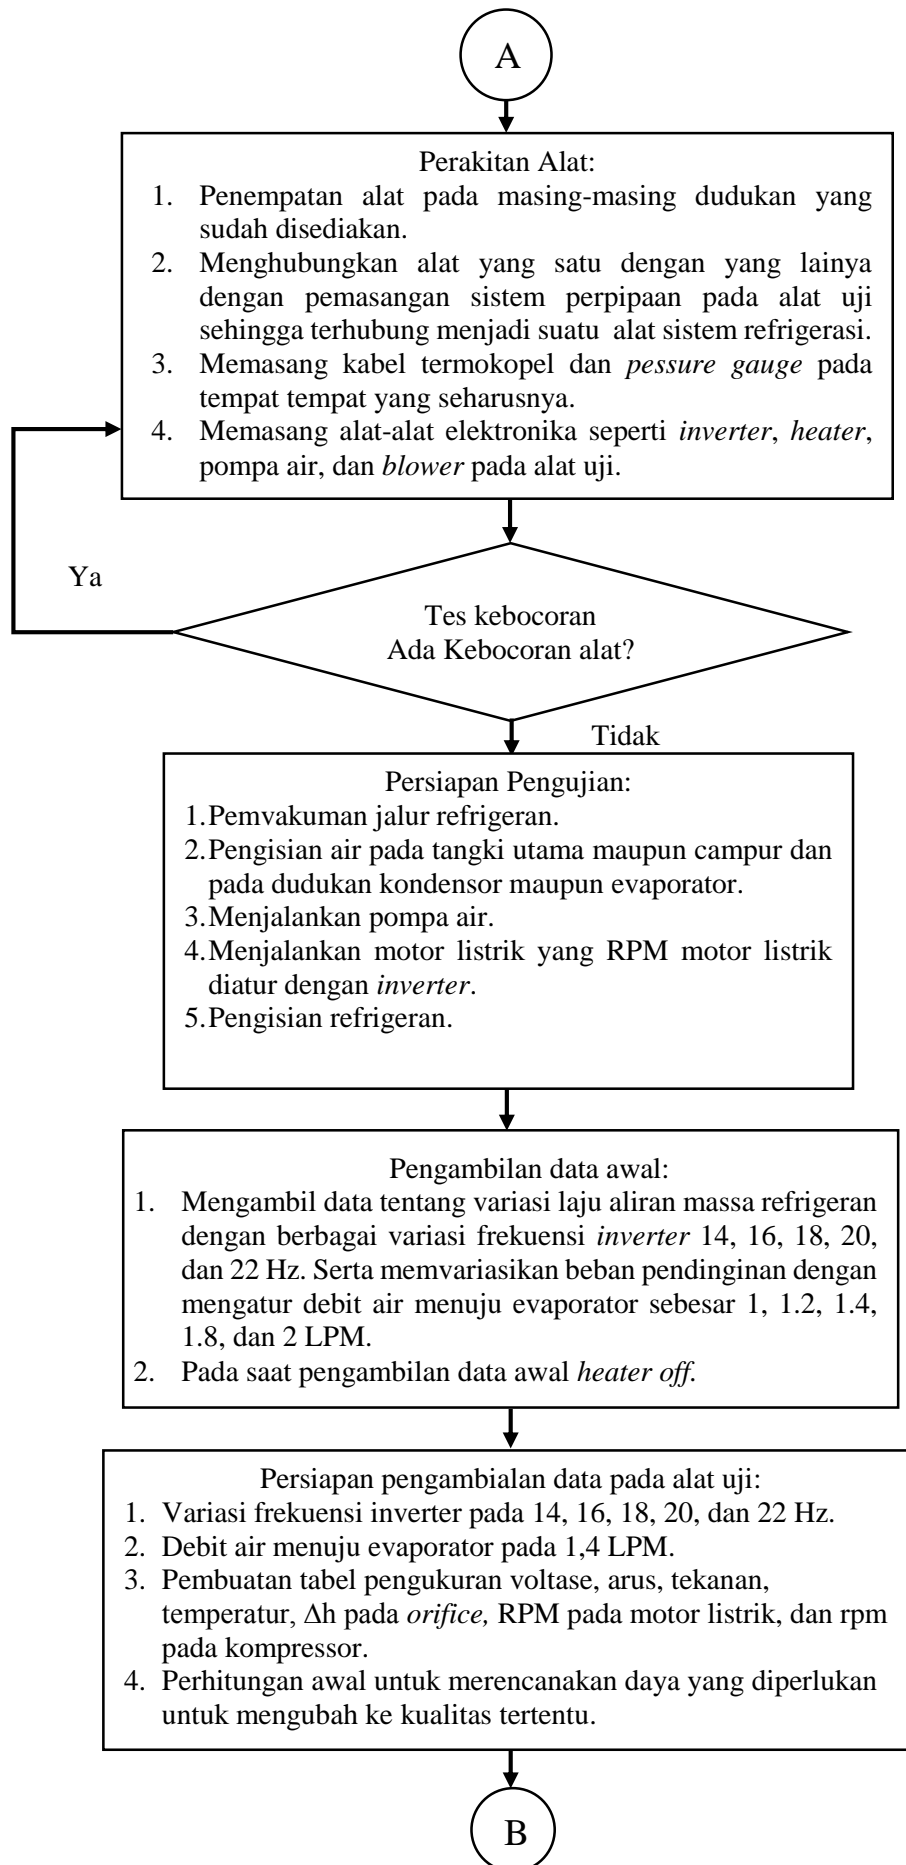 A
Perakitan Alat:
1. Penempatan alat pada masing-masing dudukan yang
sudah disediakan.
2. Menghubungkan alat yang satu dengan yang lainya
dengan pemasangan sistem perpipaan pada alat uji
sehingga terhubung menjadi suatu alat sistem refrigerasi.
3. Memasang kabel termokopel dan pessure gauge pada
tempat tempat yang seharusnya.
4. Memasang alat-alat elektronika seperti inverter, heater,
pompa air, dan blower pada alat uji.
Ya
Tes kebocoran
Ada Kebocoran alat?
Tidak
Persiapan Pengujian:
1.Pemvakuman jalur refrigeran.
2.Pengisian air pada tangki utama maupun campur dan
pada dudukan kondensor maupun evaporator.
3.Menjalankan pompa air.
4.Menjalankan motor listrik yang RPM motor listrik
diatur dengan inverter.
5.Pengisian refrigeran.
Pengambilan data awal:
1. Mengambil data tentang variasi laju aliran massa refrigeran
dengan berbagai variasi frekuensi inverter 14, 16, 18, 20,
dan 22 Hz. Serta memvariasikan beban pendinginan dengan
mengatur debit air menuju evaporator sebesar 1, 1.2, 1.4,
1.8, dan 2 LPM.
2. Pada saat pengambilan data awal heater off.
Persiapan pengambialan data pada alat uji:
1. Variasi frekuensi inverter pada 14, 16, 18, 20, dan 22 Hz.
2. Debit air menuju evaporator pada 1,4 LPM.
3. Pembuatan tabel pengukuran voltase, arus, tekanan,
temperatur, Δh pada orifice, RPM pada motor listrik, dan rpm
pada kompressor.
4. Perhitungan awal untuk merencanakan daya yang diperlukan
untuk mengubah ke kualitas tertentu.
B